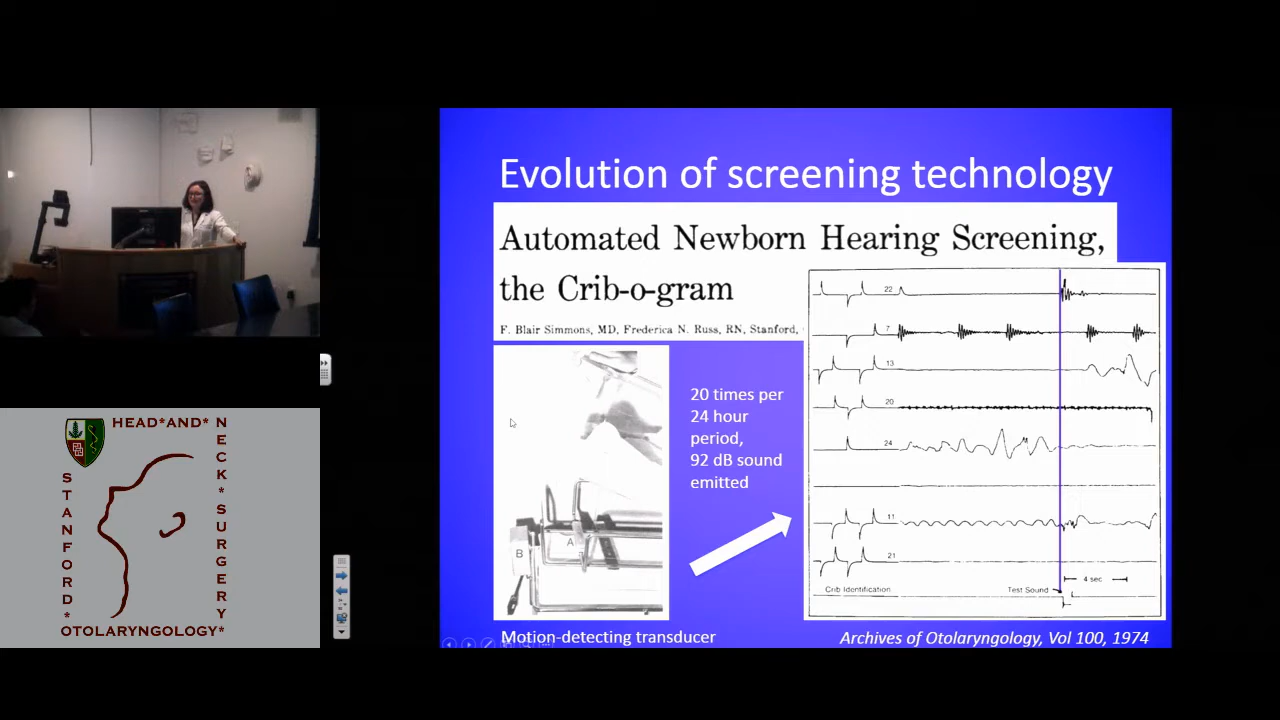 Evolution of screening technology
Automated Newborn Hearing Screening,
the Crib-o-gram
F. Blair Simmons, MD, Frederica N. Russ, RN, Stanford,
20 times per
24 hour
period,
92 dB sound
emitted
B
A
22
7
13
20
24
11
21
4 sec
Crib Identification
Test Sound
Motion-detecting transducer
Archives of Otolaryngology, Vol 100, 1974
HEAD*AND*
NECK*SURGERY*
STANFORD*
OTOLARYNGOLOGY*